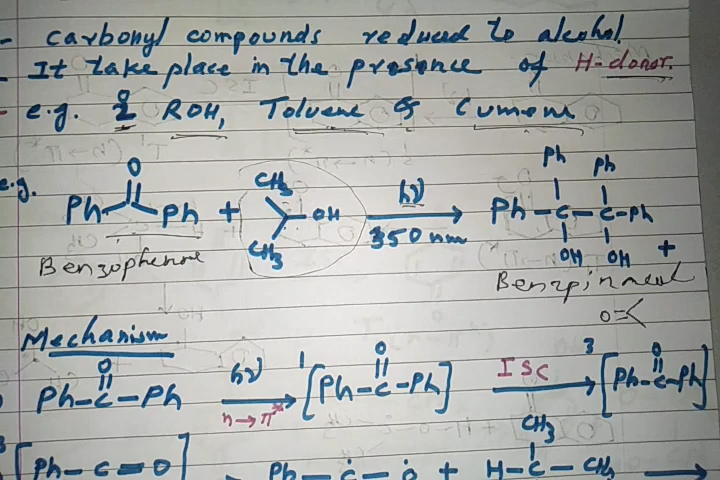 - carbonyl compounds reduced to alcohol.
- It take place in the presence of H-donor.
- e.g. 2° ROH, Toluene & Cumene
e.g. O Ph Ph + CH3 OH CH3 hν 350 nm Ph Ph Ph-C-C-Ph OH OH +
Benzophenone Benzpinacol
O=<
Mechanism
O Ph-C-Ph hν n→π* 1[Ph-C-Ph] O ISC 3[Ph-C-Ph] O
3[Ph-C=O] Ph-C-O + H-C-CH3 CH3 →